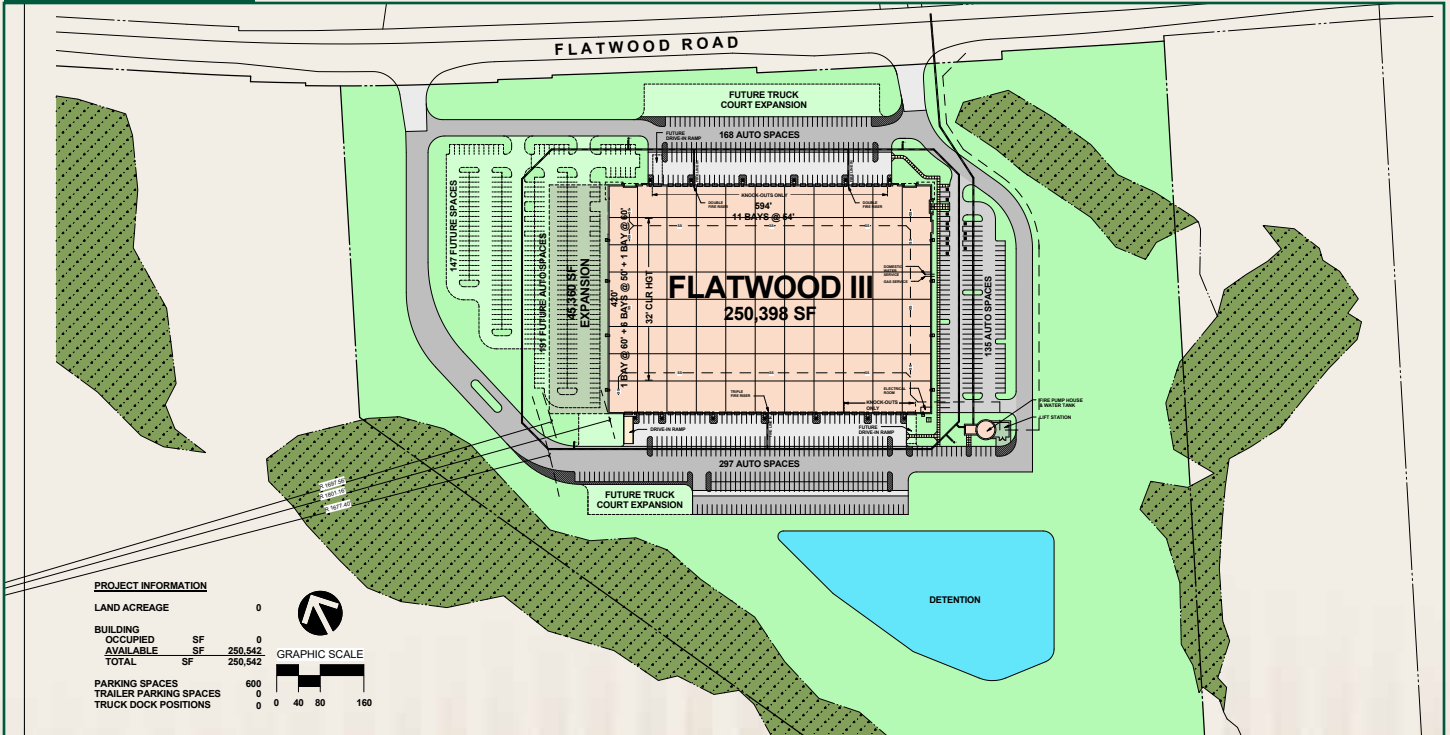 FLATWOOD ROAD
FUTURE TRUCK
COURT EXPANSION
FUTURE
DRIVE-IN RAMP
168 AUTO SPACES
147 FUTURE SPACES
191 FUTURE AUTO SPACES
45,360 SF
EXPANSION
KNOCK-OUTS ONLY
DOUBLE
FIRE RISER
594'
11 BAYS @ 54'
DOUBLE
FIRE RISER
420'
1 BAY @ 60' + 6 BAYS @ 50' + 1 BAY @ 60'
32' CLR HGT
FLATWOOD III
250,398 SF
DOMESTIC
WATER
SERVICE
GAS SERVICE
135 AUTO SPACES
TRIPLE
FIRE RISER
ELECTRICAL
ROOM
KNOCK-OUTS
ONLY
DRIVE-IN RAMP
FUTURE
DRIVE-IN RAMP
FIRE PUMP HOUSE
& WATER TANK
LIFT STATION
297 AUTO SPACES
FUTURE TRUCK
COURT EXPANSION
R 1677.40
DETENTION
PROJECT INFORMATION
LAND ACREAGE 0
BUILDING
OCCUPIED SF 0
AVAILABLE SF 250,542
TOTAL SF 250,542
PARKING SPACES 600
TRAILER PARKING SPACES 0
TRUCK DOCK POSITIONS 0
GRAPHIC SCALE
0 40 80 160